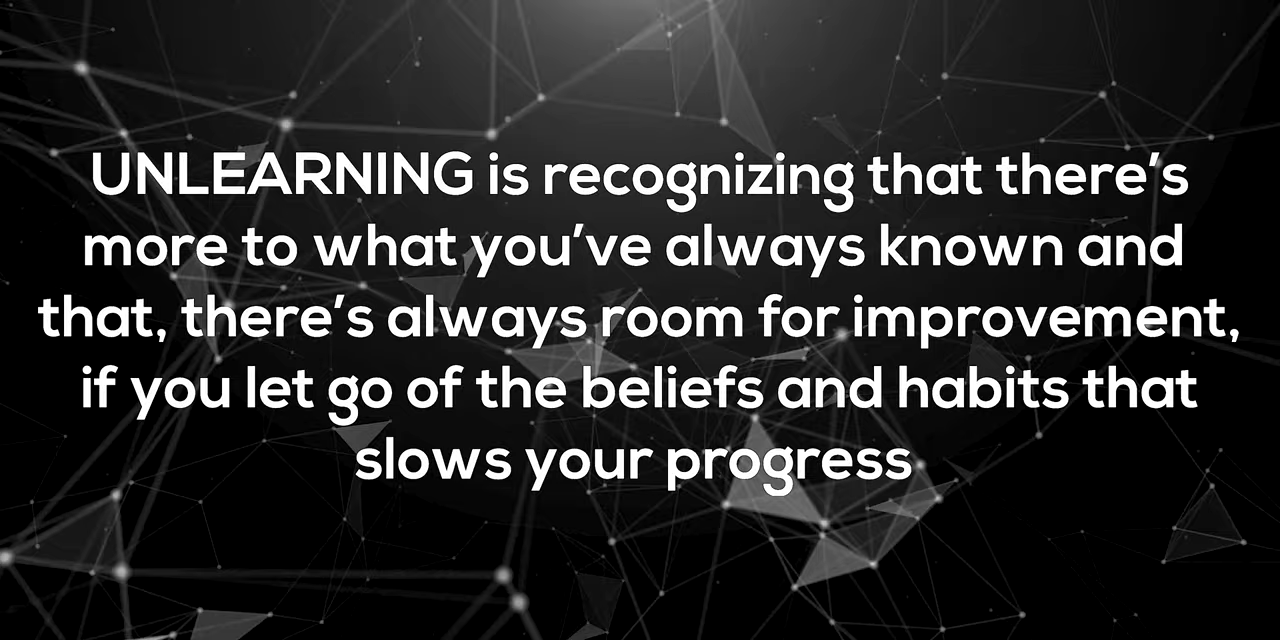 UNLEARNING is recognizing that there’s
more to what you’ve always known and
that, there’s always room for improvement,
if you let go of the beliefs and habits that
slows your progress